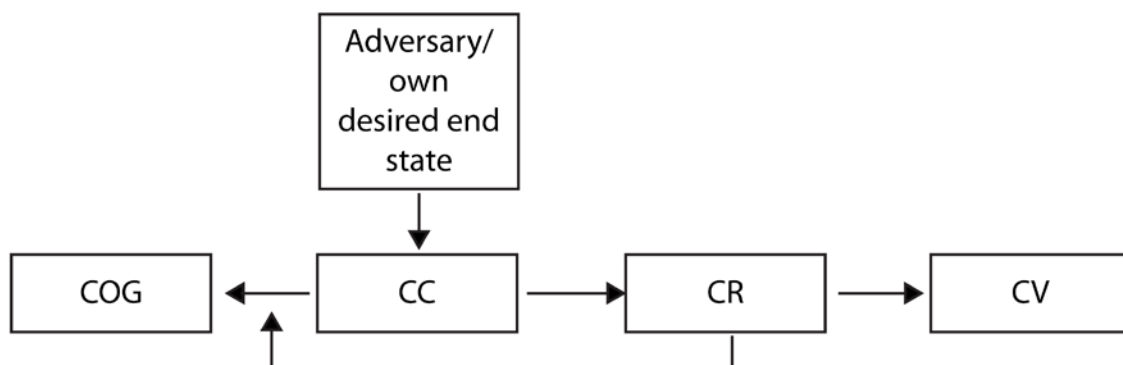 Adversary/
own
desired end
state
COG
CC
CR
CV